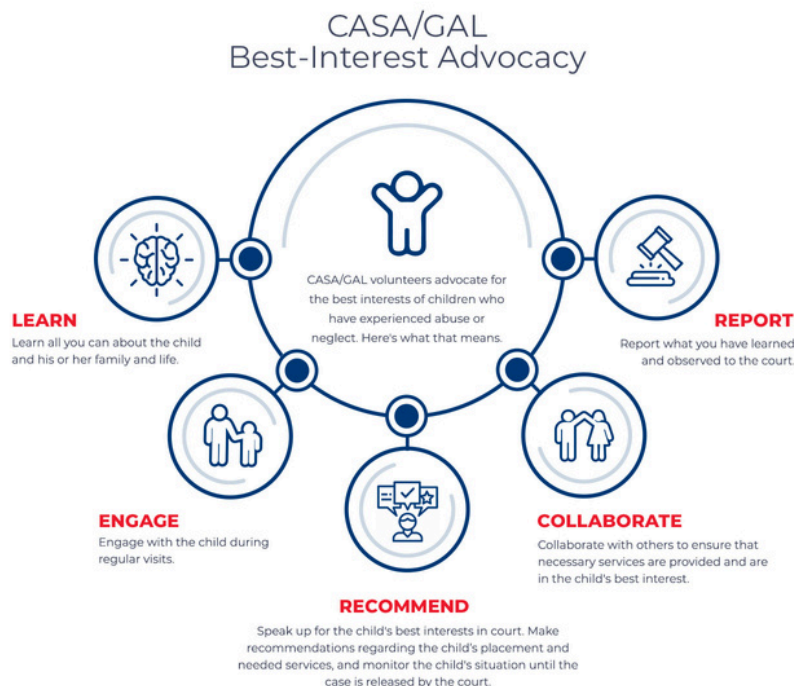 CASA/GAL
Best-Interest Advocacy
CASA/GAL volunteers advocate for
the best interests of children who
have experienced abuse or
neglect. Here's what that means.
LEARN
Learn all you can about the child
and his or her family and life.
REPORT
Report what you have learned
and observed to the court.
ENGAGE
Engage with the child during
regular visits.
COLLABORATE
Collaborate with others to ensure that
necessary services are provided and are
in the child's best interest.
RECOMMEND
Speak up for the child's best interests in court. Make
recommendations regarding the child's placement and
needed services, and monitor the child's situation until the
case is released by the court.